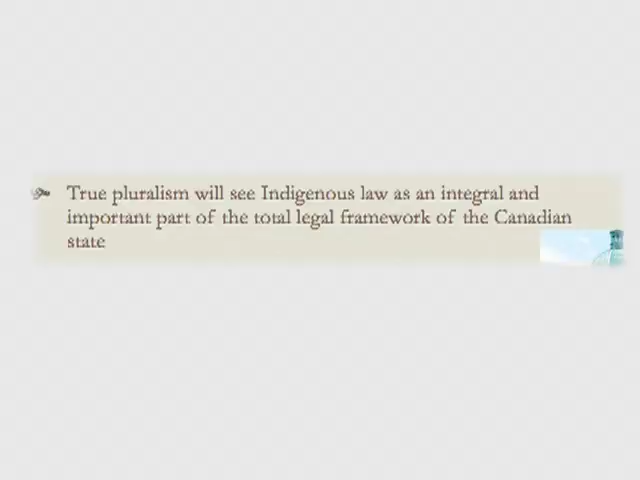 True pluralism will see Indigenous law as an integral and
important part of the total legal framework of the Canadian
state